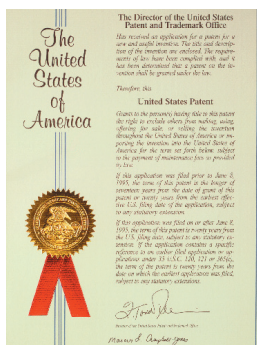 The
United
States
of
America
The Director of the United States
Patent and Trademark Office
Has received an application for a patent for a
new and useful invention. The title and descrip-
tion of the invention are enclosed. The require-
ments of law have been complied with and it
has been determined that a patent on the in-
vention shall be granted under the law.
Therefore, this
United States Patent
Grants to the person(s) having title to this patent
the right to exclude others from making, using,
offering for sale, or selling the invention
throughout the United States of America or im-
porting the invention into the United States of
America for the term set forth below, subject
to the payment of maintenance fees as provided
by law.
If this application was filed prior to June 8,
1995, the term of this patent is the longer of
seventeen years from the date of grant of this
patent or twenty years from the earliest effec-
tive U.S. filing date of the application, subject
to any statutory extension.
If this application was filed on or after June 8,
1995, the term of this patent is twenty years from
the U.S. filing date, subject to any statutory ex-
tension. If the application contains a specific
reference to an earlier filed application or ap-
plications under 35 U.S.C. 120, 121 or 365(c),
the term of the patent is twenty years from the
date on which the earliest application was filed,
subject to any statutory extensions.